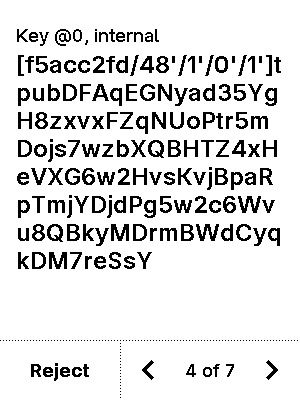 Key @0, internal
[f5acc2fd/48'/1'/0'/1']t
pubDFAqEGNyad35Yg
H8zxvxFZqNUoPtr5m
Dojs7wzbXQBHTZ4xH
eVXG6w2HvsKvjBpaR
pTmjYDjdPg5w2c6Wv
u8QBkyMDrmBWdCyq
kDM7reSsY
Reject
4 of 7